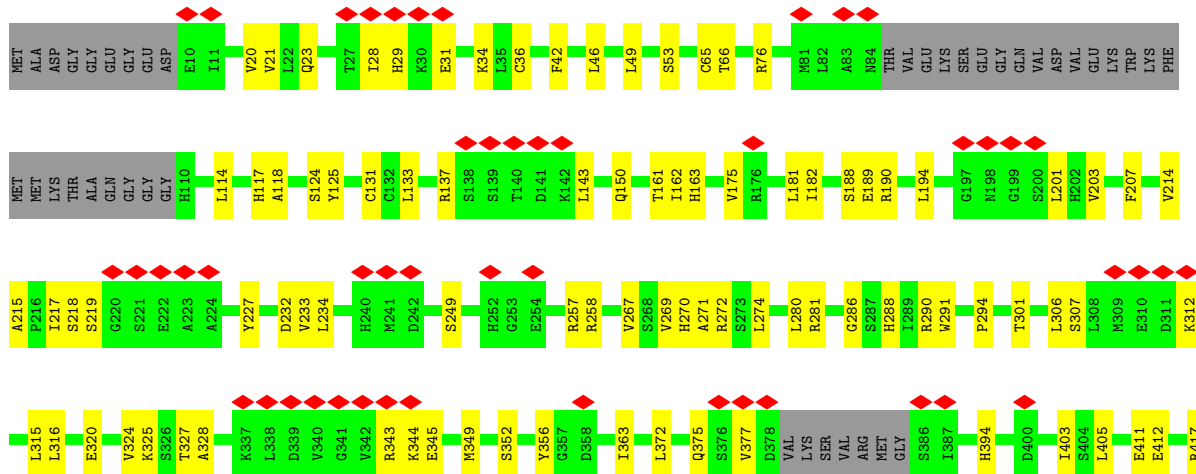 MET ALA ASP GLY GLY GLU GLY GLU ASP E10 I11 V20 V21 L22 Q23 T27 I28 H29 K30 E31 K34 L35 C36 F42 L46 L49 S53 C65 T66 R76 M81 L82 A83 N84 THR VAL GLU LYS SER GLU GLY GLN VAL ASP VAL GLU LYS TRP LYS PHE
MET MET LYS THR ALA GLN GLY GLY GLY H110 L114 H117 A118 S124 Y125 C131 C132 L133 R137 S138 S139 T140 D141 K142 L143 Q150 T161 I162 H163 V175 R176 L181 I182 S188 E189 R190 L194 G197 N198 G199 S200 L201 H202 V203 F207 V214
A215 P216 I217 S218 S219 G220 S221 E222 A223 A224 Y227 D232 V233 L234 H240 M241 D242 S249 H252 G253 E254 R257 R258 V267 S268 V269 H270 A271 R272 S273 L274 L280 R281 G286 S287 H288 I289 R290 W291 P294 T301 L306 S307 L308 M309 E310 D311 K312
L315 L316 E320 V324 K325 S326 T327 A328 K337 L338 D339 V340 G341 V342 R343 K344 E345 M349 S352 Y356 G357 D358 I363 L372 Q375 S376 V377 D378 VAL LYS SER VAL ARG MET GLY S386 I387 H394 D400 I403 S404 L405 E411 E412